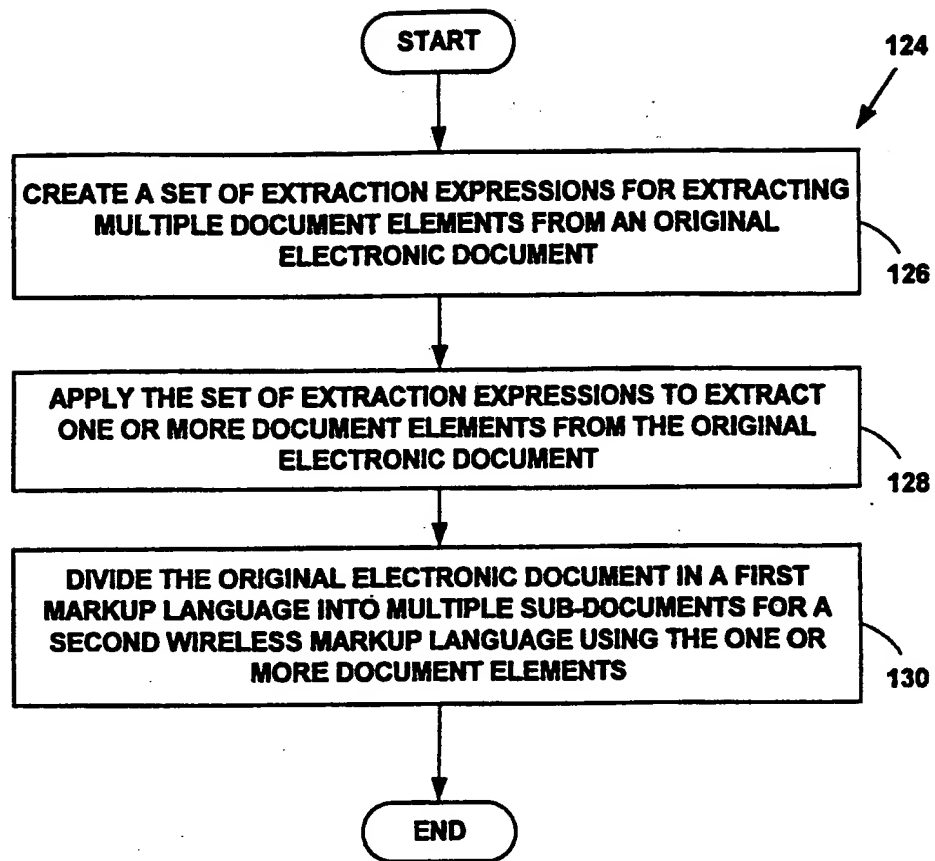 START
124
CREATE A SET OF EXTRACTION EXPRESSIONS FOR EXTRACTING
MULTIPLE DOCUMENT ELEMENTS FROM AN ORIGINAL
ELECTRONIC DOCUMENT
126
APPLY THE SET OF EXTRACTION EXPRESSIONS TO EXTRACT
ONE OR MORE DOCUMENT ELEMENTS FROM THE ORIGINAL
ELECTRONIC DOCUMENT
128
DIVIDE THE ORIGINAL ELECTRONIC DOCUMENT IN A FIRST
MARKUP LANGUAGE INTO MULTIPLE SUB-DOCUMENTS FOR A
SECOND WIRELESS MARKUP LANGUAGE USING THE ONE OR
MORE DOCUMENT ELEMENTS
130
END